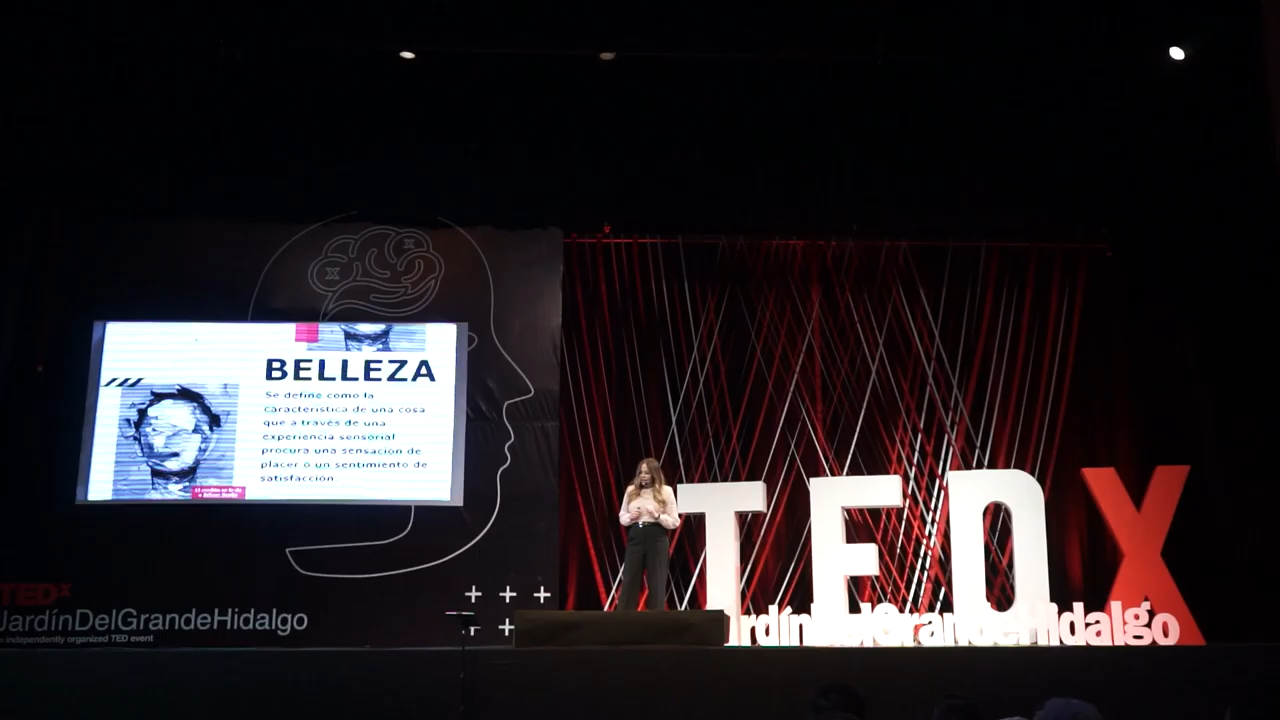 BELLEZA
Se define como la
característica de una cosa
que a través de una
experiencia sensorial
procura una sensación de
placer o un sentimiento de
satisfacción.
TEDx
JardínDelGrandeHidalgo
independently organized TED event
TEDX
rdínDelGrandeHidalgo